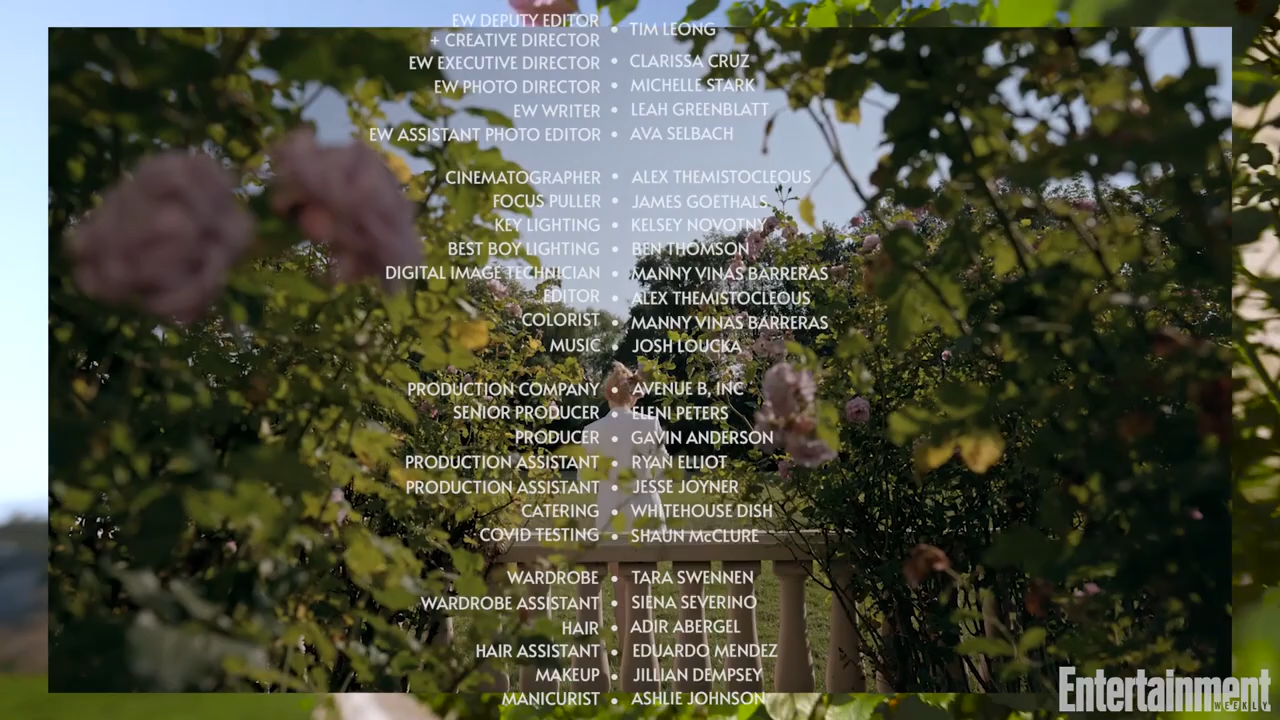 EW DEPUTY EDITOR
+ CREATIVE DIRECTOR • TIM LEONG
EW EXECUTIVE DIRECTOR • CLARISSA CRUZ
EW PHOTO DIRECTOR • MICHELLE STARK
EW WRITER • LEAH GREENBLATT
EW ASSISTANT PHOTO EDITOR • AVA SELBACH
CINEMATOGRAPHER • ALEX THEMISTOCLEOUS
FOCUS PULLER • JAMES GOETHALS
KEY LIGHTING • KELSEY NOVOTNY
BEST BOY LIGHTING • BEN THOMSON
DIGITAL IMAGE TECHNICIAN • MANNY VINAS BARRERAS
EDITOR • ALEX THEMISTOCLEOUS
COLORIST • MANNY VINAS BARRERAS
MUSIC • JOSH LOUCKA
PRODUCTION COMPANY • AVENUE B, INC
SENIOR PRODUCER • ELENI PETERS
PRODUCER • GAVIN ANDERSON
PRODUCTION ASSISTANT • RYAN ELLIOT
PRODUCTION ASSISTANT • JESSE JOYNER
CATERING • WHITEHOUSE DISH
COVID TESTING • SHAUN McCLURE
WARDROBE • TARA SWENNEN
WARDROBE ASSISTANT • SIENA SEVERINO
HAIR • ADIR ABERGEL
HAIR ASSISTANT • EDUARDO MENDEZ
MAKEUP • JILLIAN DEMPSEY
MANICURIST • ASHLIE JOHNSON
Entertainment
WEEKLY